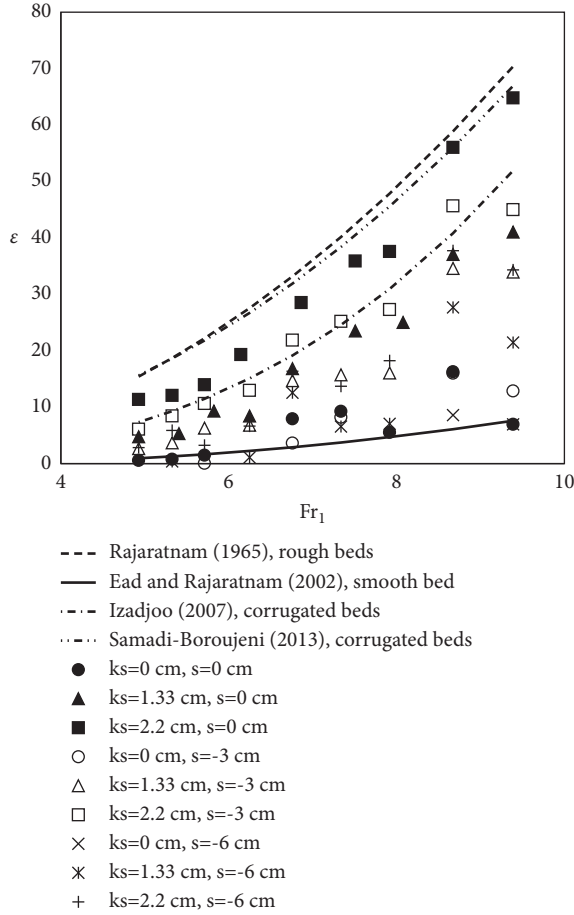 80
70
60
50
ε
40
30
20
10
0
4
6
8
10
Fr₁
Rajaratnam (1965), rough beds
Ead and Rajaratnam (2002), smooth bed
Izadjoo (2007), corrugated beds
Samadi-Boroujeni (2013), corrugated beds
ks=0 cm, s=0 cm
ks=1.33 cm, s=0 cm
ks=2.2 cm, s=0 cm
ks=0 cm, s=-3 cm
ks=1.33 cm, s=-3 cm
ks=2.2 cm, s=-3 cm
ks=0 cm, s=-6 cm
ks=1.33 cm, s=-6 cm
ks=2.2 cm, s=-6 cm